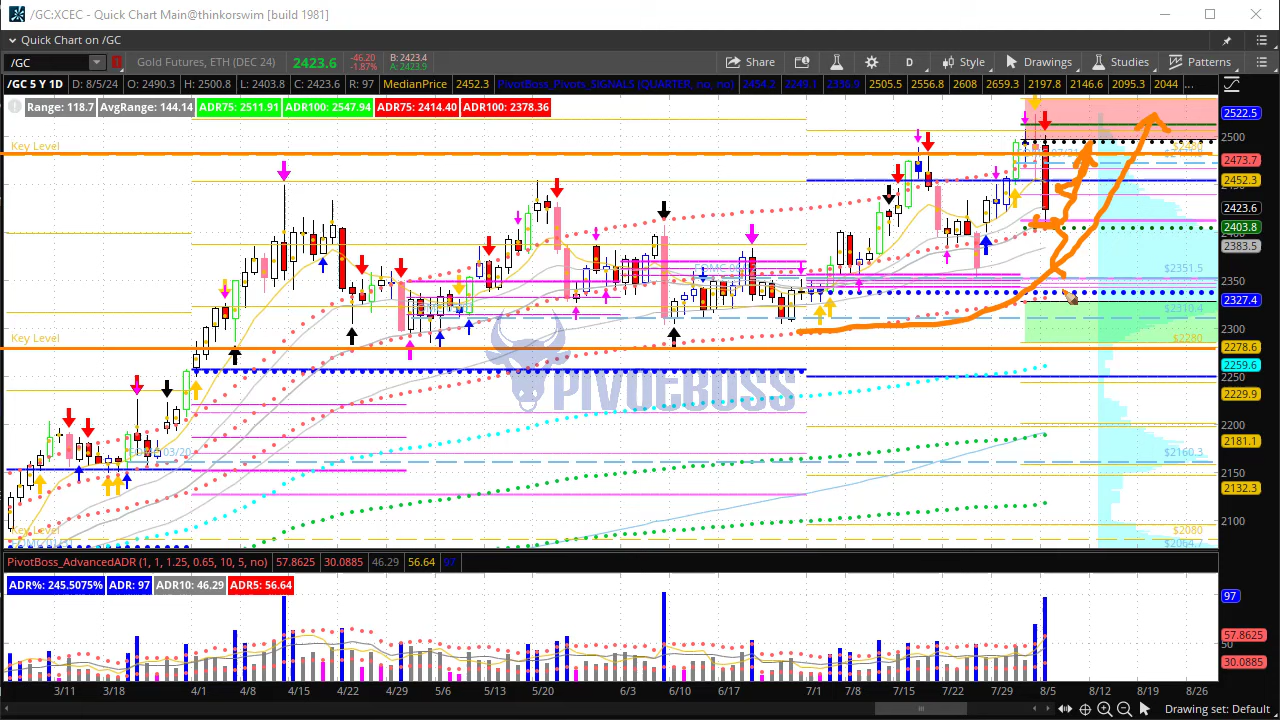 /GC:XCEC - Quick Chart Main@thinkorswim [build 1981]
Quick Chart on /GC
/GC Gold Futures, ETH (DEC 24) 2423.6 -46.20 -1.87% B: 2423.4 A: 2423.9 Share D Style Drawings Studies Patterns
/GC 5 Y 1D D: 8/5/24 O: 2490.3 H: 2500.8 L: 2403.8 C: 2423.6 R: 97 MedianPrice 2452.3 PivotBoss_Pivots_SIGNALS (QUARTER, no, no) 2454.2 2249.1 2336.9 2505.5 2556.8 2608 2659.3 2197.8 2146.6 2095.3 2044 ...
Range: 118.7 AvgRange: 144.14 ADR75: 2511.91 ADR100: 2547.94 ADR75: 2414.40 ADR100: 2378.36
2522.5
2500
Key Level
2473.7
2452.3
2423.6
2403.8
2383.5
$2351.5
2350
2327.4
$2310.4
2300
Key Level
$2280
2278.6
2259.6
2250
2229.9
PIVOTBOSS
2200
2181.1
$2160.3
2150
2132.3
2100
Key Level
$2080
$2064.7
PivotBoss_AdvancedADR (1, 1, 1.25, 0.65, 10, 5, no) 57.8625 30.0885 46.29 56.64 97
ADR%: 245.5075% ADR: 97 ADR10: 46.29 ADR5: 56.64
97
57.8625
50
30.0885
3/11 3/18 4/1 4/8 4/15 4/22 4/29 5/6 5/13 5/20 6/3 6/10 6/17 7/1 7/8 7/15 7/22 7/29 8/5 8/12 8/19 8/26
Drawing set: Default